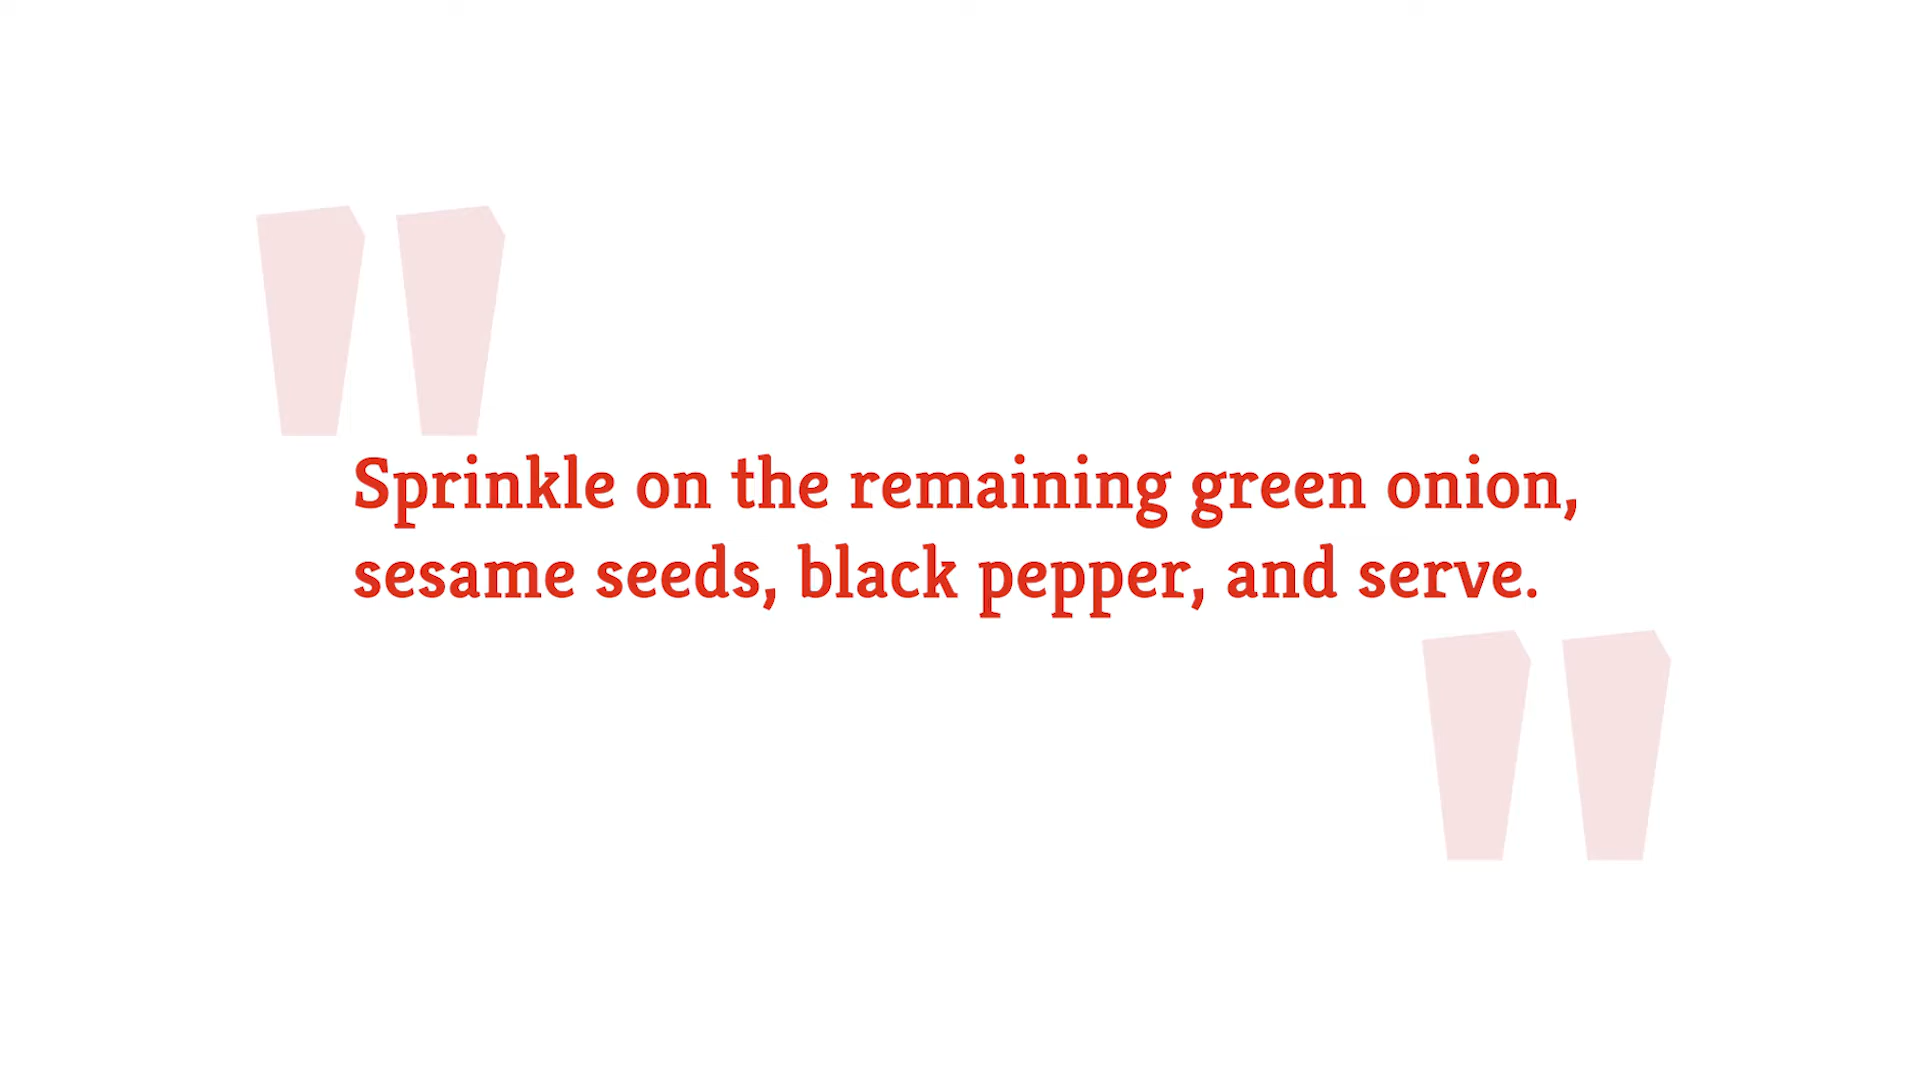 "Sprinkle on the remaining green onion,
sesame seeds, black pepper, and serve."